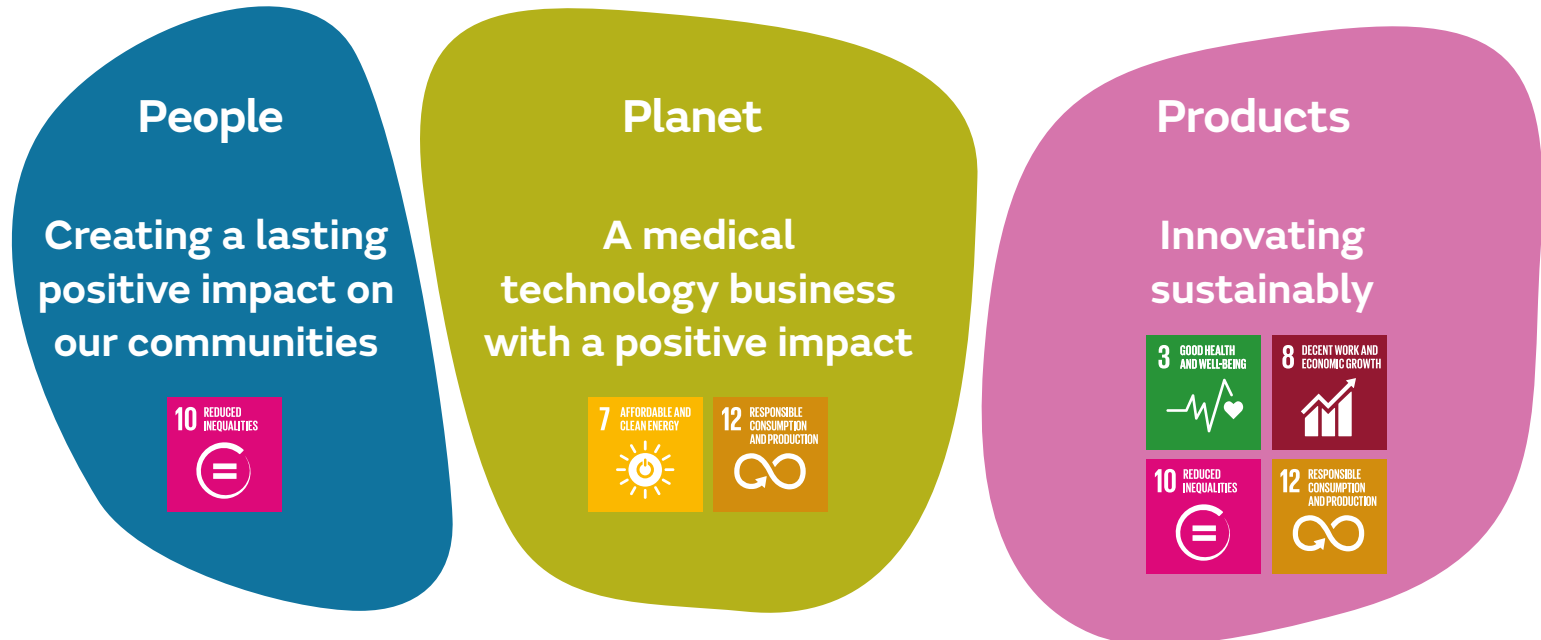 People
Creating a lasting
positive impact on
our communities
10 REDUCED
INEQUALITIES
Planet
A medical
technology business
with a positive impact
7 AFFORDABLE AND
CLEAN ENERGY
12 RESPONSIBLE
CONSUMPTION
AND PRODUCTION
Products
Innovating
sustainably
3 GOOD HEALTH
AND WELL-BEING
8 DECENT WORK AND
ECONOMIC GROWTH
10 REDUCED
INEQUALITIES
12 RESPONSIBLE
CONSUMPTION
AND PRODUCTION